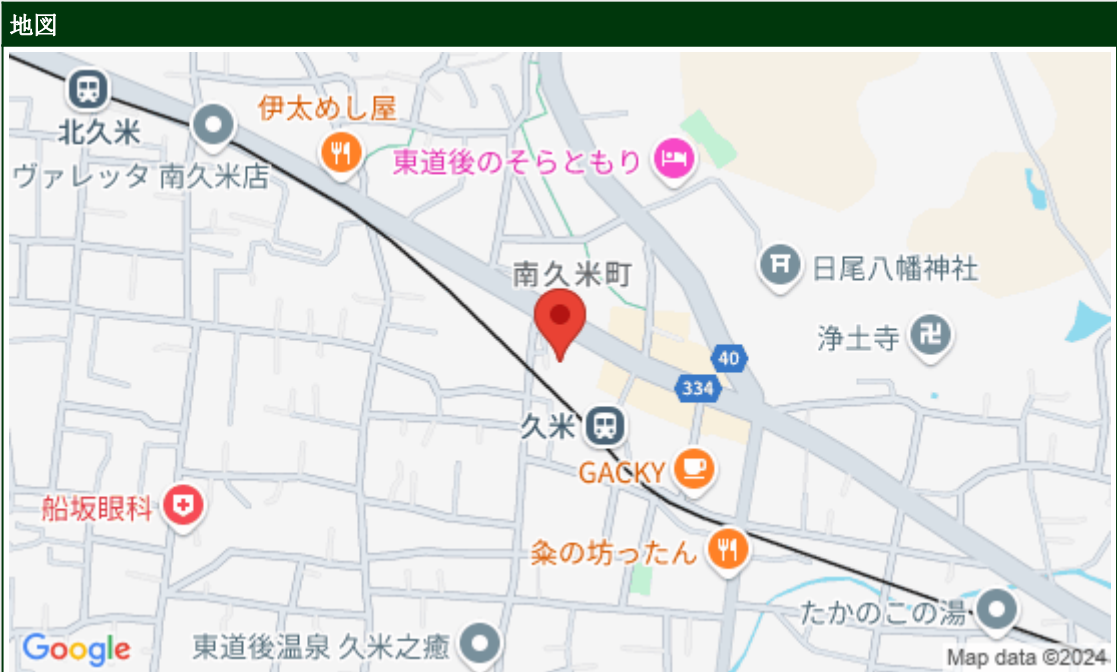 地図
北久米
伊太めし屋
ヴァレッタ 南久米店
東道後のそらともり
南久米町
日尾八幡神社
浄土寺
40
334
久米
GACKY
船坂眼科
粂の坊ったん
たかのこの湯
東道後温泉 久米之癒
Google
Map data ©2024